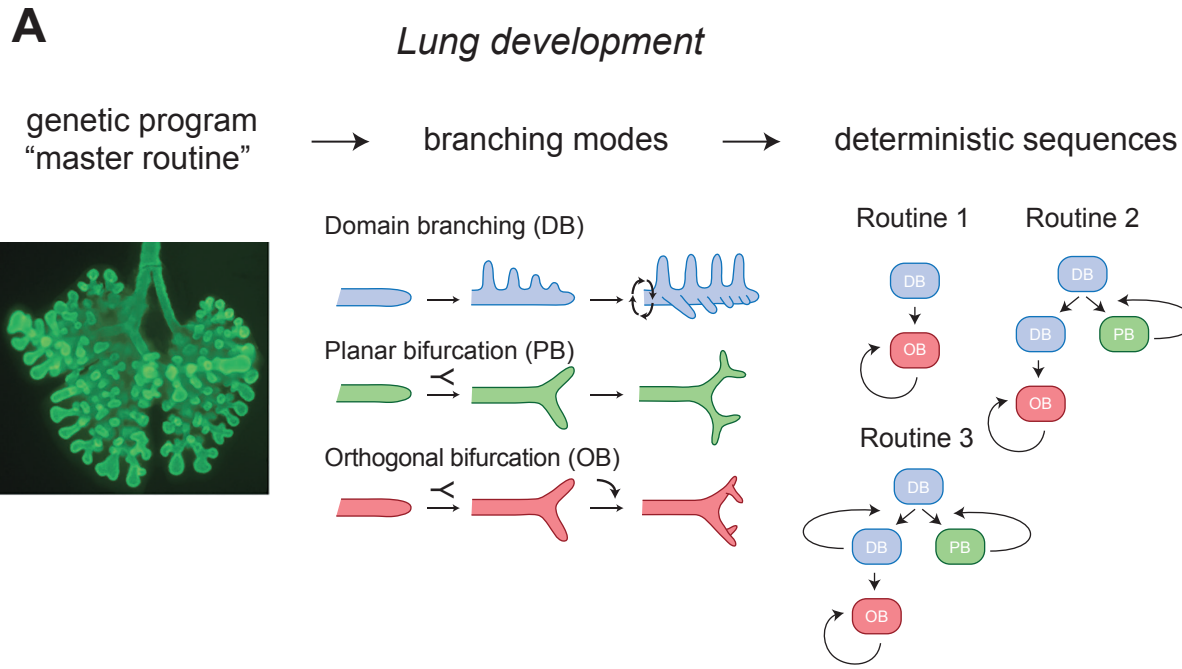 A
Lung development
genetic program
“master routine”
branching modes
deterministic sequences
Domain branching (DB)
Planar bifurcation (PB)
Orthogonal bifurcation (OB)
Routine 1
DB
OB
Routine 2
DB
DB
PB
OB
Routine 3
DB
DB
PB
OB